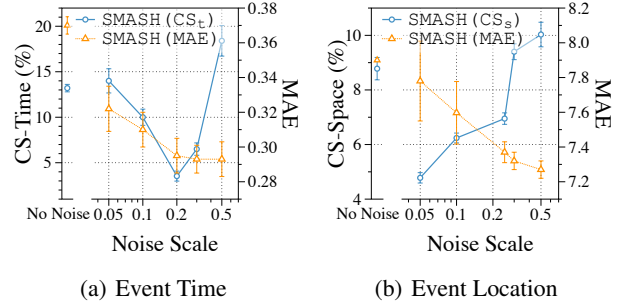 SMASH(CSt)
SMASH(MAE)
CS-Time (%)
20
15
10
5
0.38
0.36
0.34
0.32
0.30
0.28
MAE
No Noise 0.05 0.1 0.2 0.5
Noise Scale
(a) Event Time
SMASH(CSs)
SMASH(MAE)
CS-Space (%)
10
8
6
4
8.2
8.0
7.8
7.6
7.4
7.2
MAE
No Noise 0.05 0.1 0.5
Noise Scale
(b) Event Location